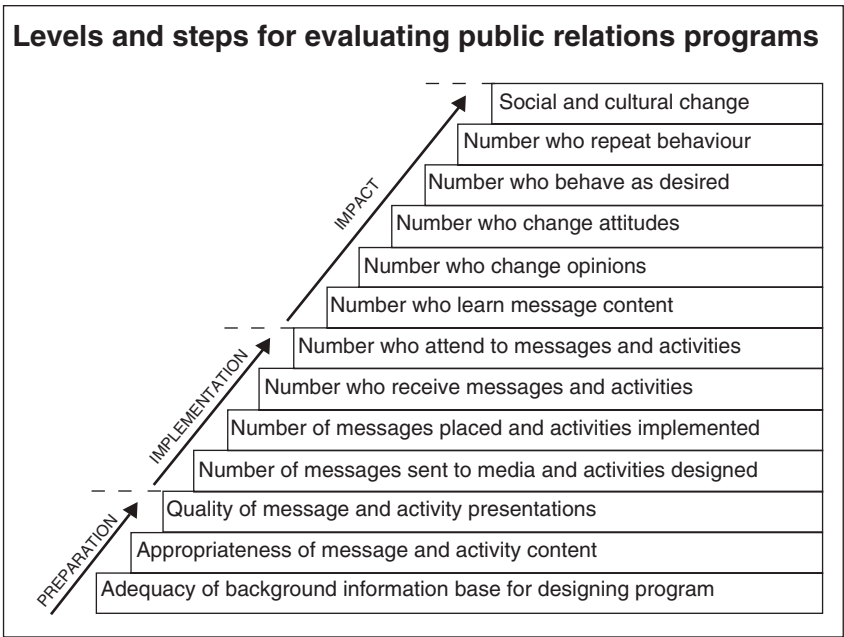 Levels and steps for evaluating public relations programs
Social and cultural change
Number who repeat behaviour
Number who behave as desired
IMPACT
Number who change attitudes
Number who change opinions
Number who learn message content
Number who attend to messages and activities
Number who receive messages and activities
IMPLEMENTATION
Number of messages placed and activities implemented
Number of messages sent to media and activities designed
Quality of message and activity presentations
PREPARATION
Appropriateness of message and activity content
Adequacy of background information base for designing program